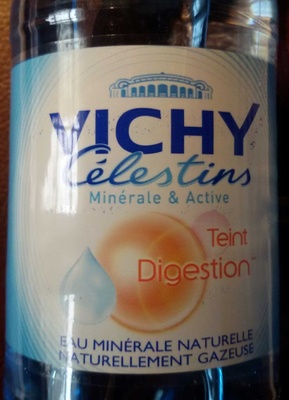 VICHY
Célestins
Minérale & Active
Teint
Digestion
EAU MINÉRALE NATURELLE
NATURELLEMENT GAZEUSE